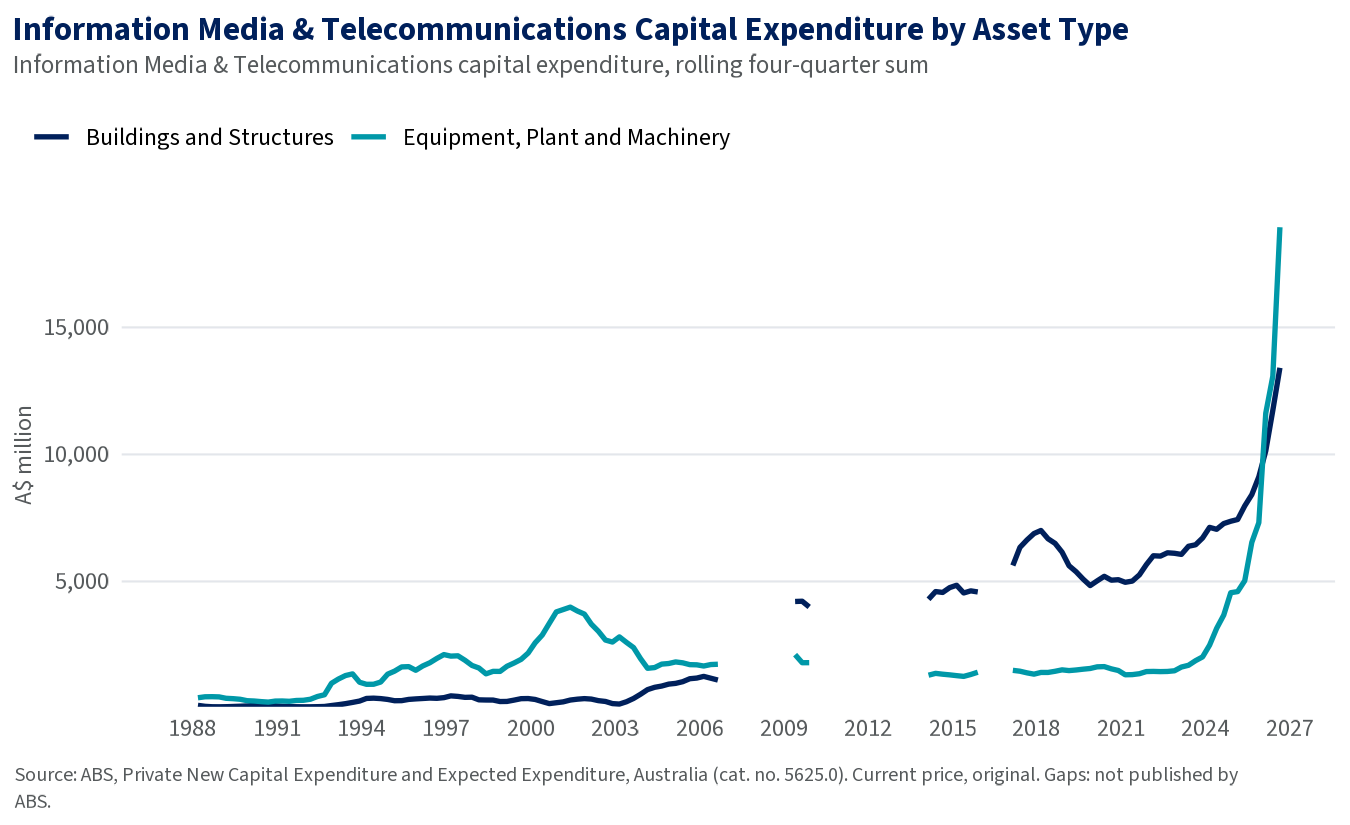 Information Media & Telecommunications Capital Expenditure by Asset Type
Information Media & Telecommunications capital expenditure, rolling four-quarter sum
Buildings and Structures
Equipment, Plant and Machinery
15,000
10,000
5,000
A$ million
1988 1991 1994 1997 2000 2003 2006 2009 2012 2015 2018 2021 2024 2027
Source: ABS, Private New Capital Expenditure and Expected Expenditure, Australia (cat. no. 5625.0). Current price, original. Gaps: not published by
ABS.